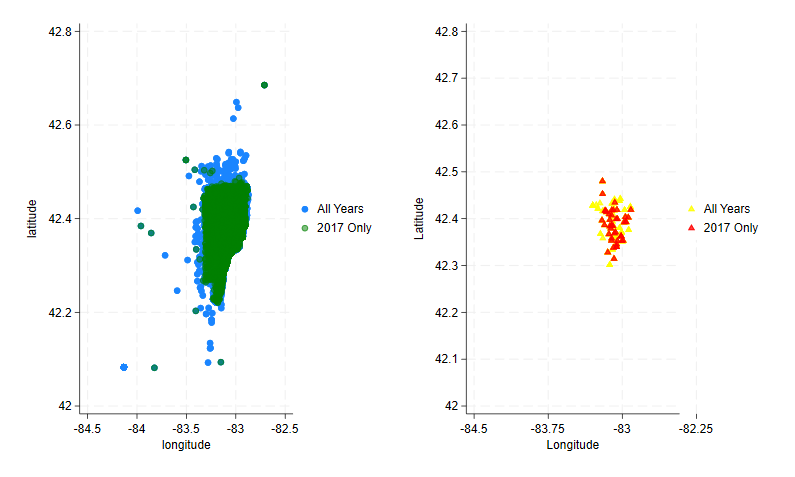 42.8
42.6
42.4
42.2
42
latitude
-84.5
-84
-83.5
-83
-82.5
longitude
All Years
2017 Only
42.8
42.7
42.6
42.5
42.4
42.3
42.2
42.1
42
Latitude
-84.5
-83.75
-83
-82.25
Longitude
All Years
2017 Only